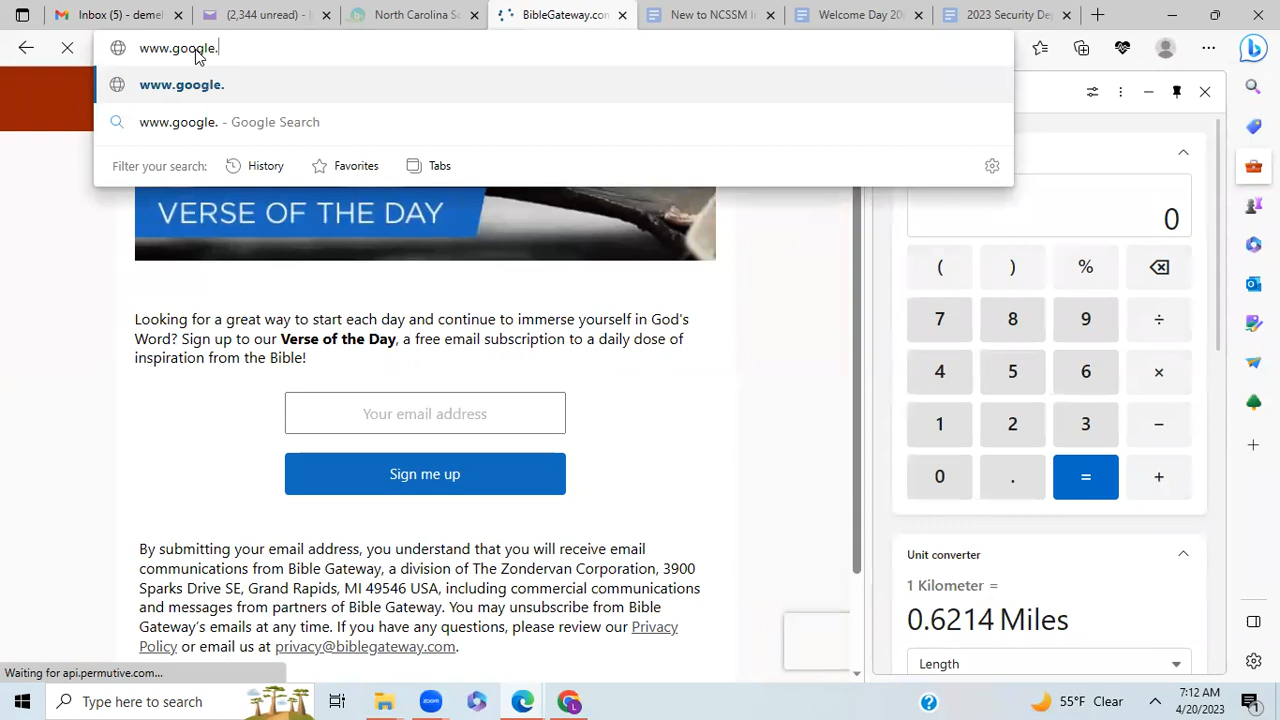 Inbox (5) - demel
(2,344 unread) -
North Carolina Sc
BibleGateway.com
New to NCSSM In
Welcome Day 20
2023 Security De
www.google.
www.google.
www.google. - Google Search
Filter your search:
History
Favorites
Tabs
VERSE OF THE DAY
Looking for a great way to start each day and continue to immerse yourself in God's
Word? Sign up to our Verse of the Day, a free email subscription to a daily dose of
inspiration from the Bible!
Your email address
Sign me up
By submitting your email address, you understand that you will receive email
communications from Bible Gateway, a division of The Zondervan Corporation, 3900
Sparks Drive SE, Grand Rapids, MI 49546 USA, including commercial communications
and messages from partners of Bible Gateway. You may unsubscribe from Bible
Gateway's emails at any time. If you have any questions, please review our Privacy
Policy or email us at privacy@biblegateway.com.
Waiting for api.permutive.com...
0
( ) %
7 8 9 ÷
4 5 6 ×
1 2 3 −
0 . = +
Unit converter
1 Kilometer =
0.6214 Miles
Length
Type here to search
zoom
L
55°F Clear
7:12 AM
4/20/2023
1